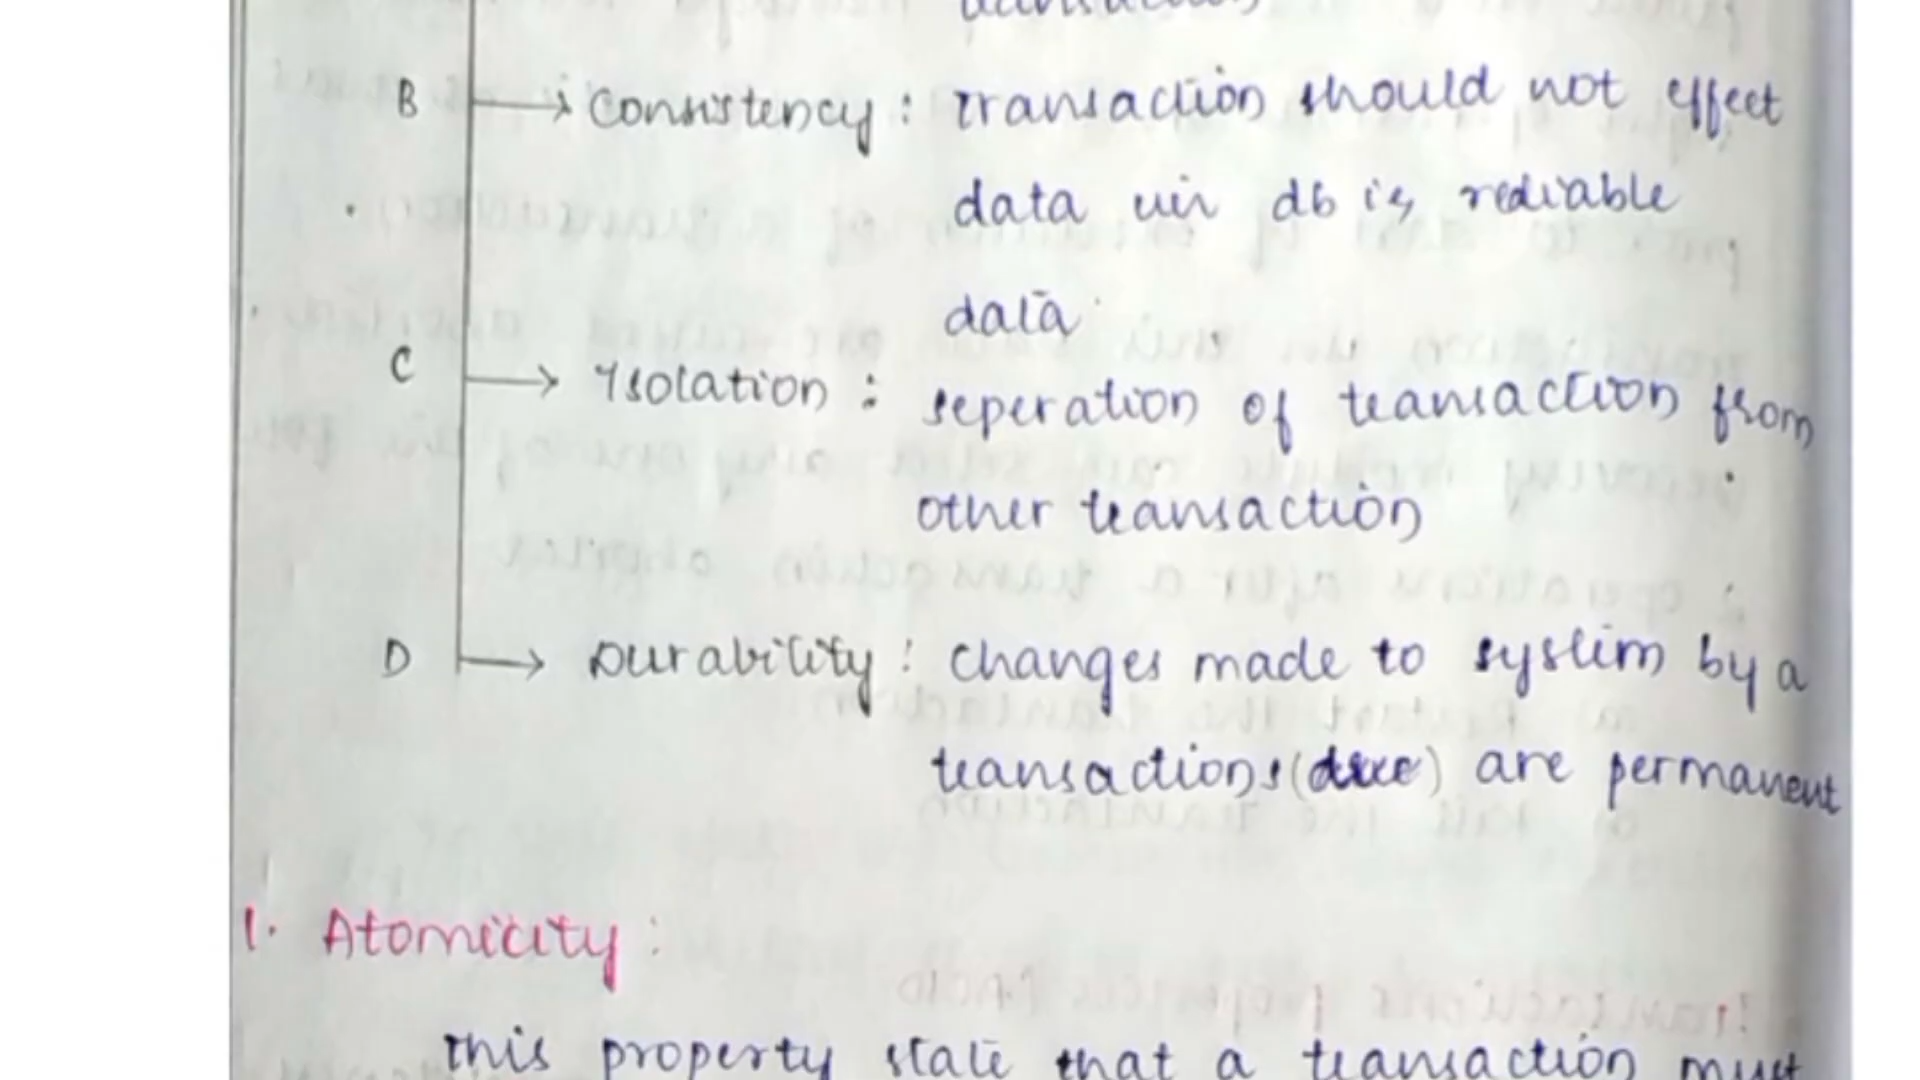 B → Consistency : transaction should not effect
data in db is rediable
data
C → Isolation : seperation of transaction from
other transaction
D → Durability : changes made to system by a
transactions ( ) are permanent
1. Atomicity :
This property state that a transaction must